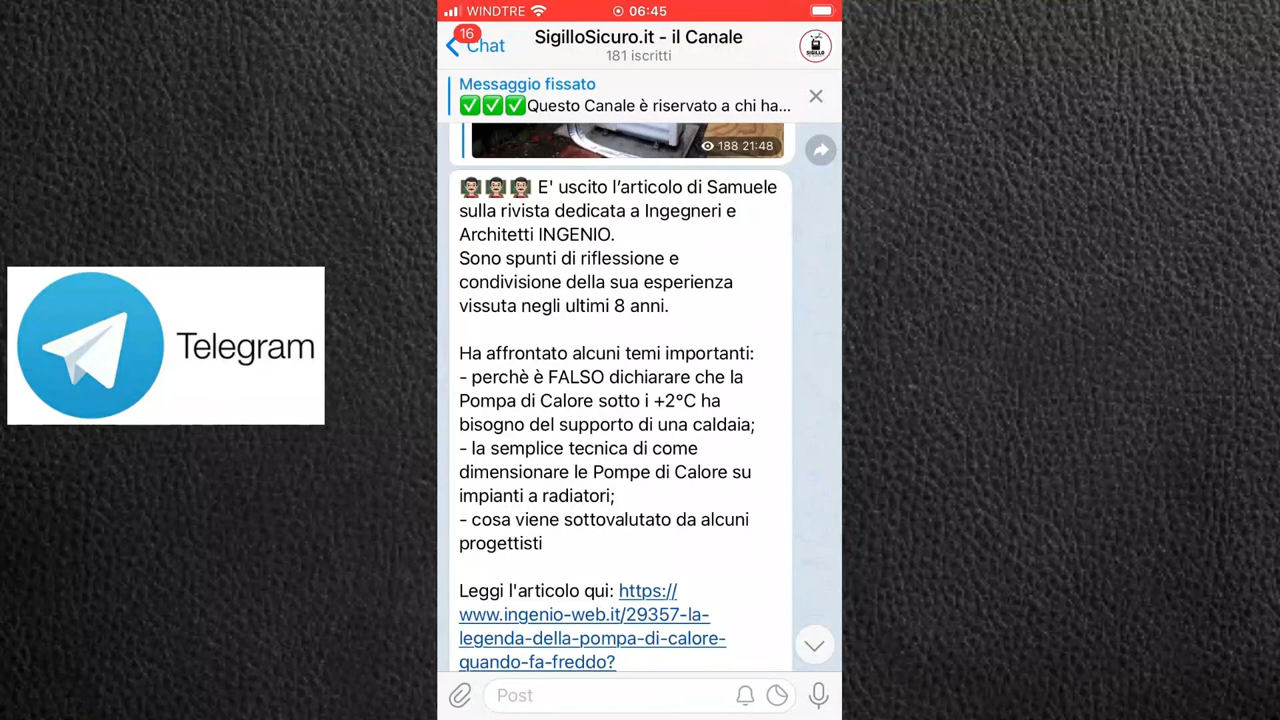 WINDTRE 06:45
16
Chat
SigilloSicuro.it - il Canale
181 iscritti
SIGILLO
Messaggio fissato
✅✅✅Questo Canale è riservato a chi ha...
188 21:48
👨🏻‍🏫👨🏻‍🏫👨🏻‍🏫 E' uscito l’articolo di Samuele
sulla rivista dedicata a Ingegneri e
Architetti INGENIO.
Sono spunti di riflessione e
condivisione della sua esperienza
vissuta negli ultimi 8 anni.
Ha affrontato alcuni temi importanti:
- perchè è FALSO dichiarare che la
Pompa di Calore sotto i +2°C ha
bisogno del supporto di una caldaia;
- la semplice tecnica di come
dimensionare le Pompe di Calore su
impianti a radiatori;
- cosa viene sottovalutato da alcuni
progettisti
Leggi l'articolo qui: https://
www.ingenio-web.it/29357-la-
legenda-della-pompa-di-calore-
quando-fa-freddo?
Post
Telegram